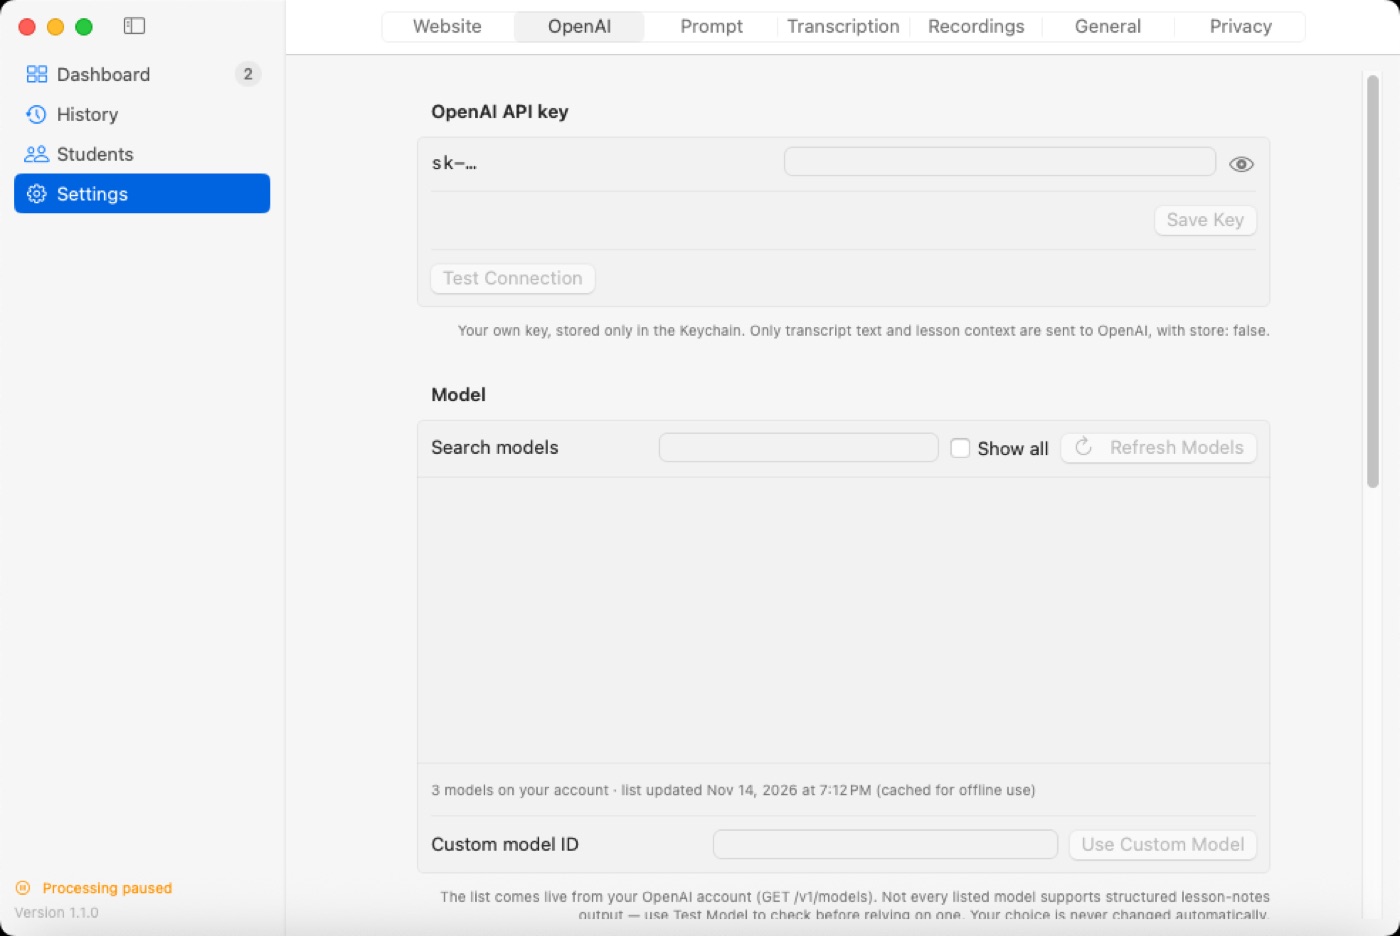 Website
OpenAI
Prompt
Transcription
Recordings
General
Privacy
Dashboard
2
History
Students
Settings
OpenAI API key
sk-…
Save Key
Test Connection
Your own key, stored only in the Keychain. Only transcript text and lesson context are sent to OpenAI, with store: false.
Model
Search models
Show all
Refresh Models
3 models on your account · list updated Nov 14, 2026 at 7:12 PM (cached for offline use)
Custom model ID
Use Custom Model
The list comes live from your OpenAI account (GET /v1/models). Not every listed model supports structured lesson-notes
output — use Test Model to check before relying on one. Your choice is never changed automatically.
Processing paused
Version 1.1.0